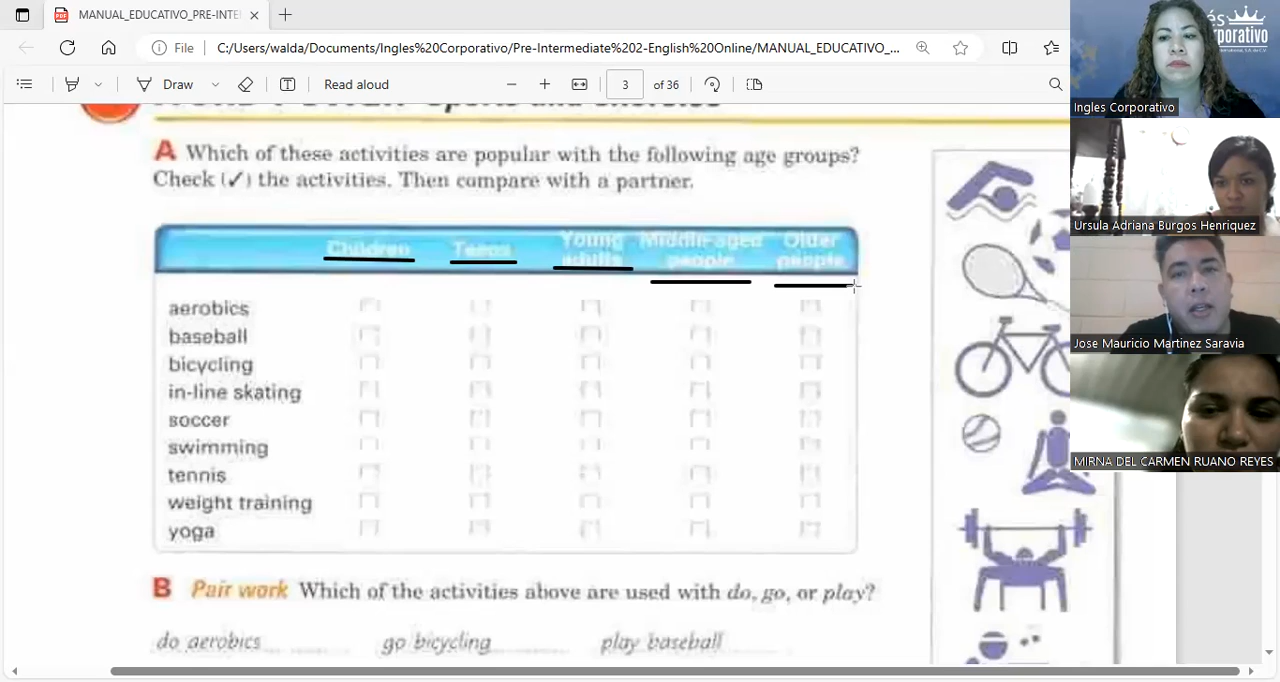 MANUAL_EDUCATIVO_PRE-INTE
File
C:/Users/walda/Documents/Ingles%20Corporativo/Pre-Intermediate%202-English%20Online/MANUAL_EDUCATIVO_...
Draw
Read aloud
3
of 36
A Which of these activities are popular with the following age groups?
Check (✓) the activities. Then compare with a partner.
Children Teens Young adults Middle-aged people Older people
aerobics
baseball
bicycling
in-line skating
soccer
swimming
tennis
weight training
yoga
B Pair work Which of the activities above are used with do, go, or play?
do aerobics go bicycling play baseball
Corporativo
Ingles Corporativo
Ursula Adriana Burgos Henriquez
Jose Mauricio Martinez Saravia
MIRNA DEL CARMEN RUANO REYES